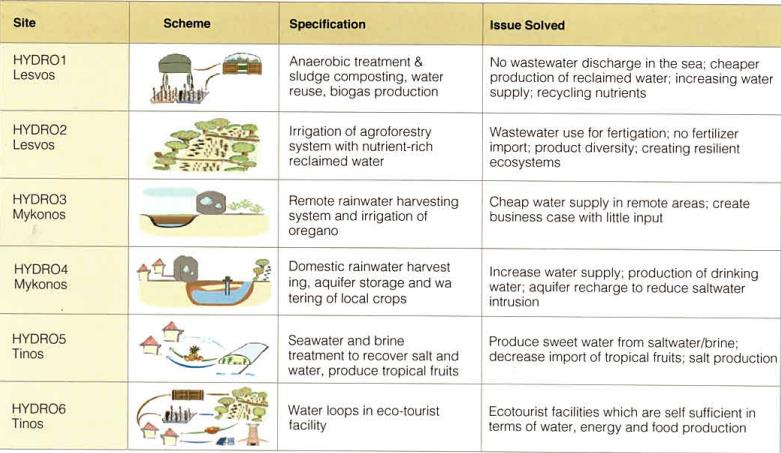 Site Scheme Specification Issue Solved
HYDRO1
Lesvos
Anaerobic treatment &
sludge composting, water
reuse, biogas production
No wastewater discharge in the sea; cheaper
production of reclaimed water; increasing water
supply; recycling nutrients
HYDRO2
Lesvos
Irrigation of agroforestry
system with nutrient-rich
reclaimed water
Wastewater use for fertigation; no fertilizer
import; product diversity; creating resilient
ecosystems
HYDRO3
Mykonos
Remote rainwater harvesting
system and irrigation of
oregano
Cheap water supply in remote areas; create
business case with little input
HYDRO4
Mykonos
Domestic rainwater harvest
ing, aquifer storage and wa
tering of local crops
Increase water supply; production of drinking
water; aquifer recharge to reduce saltwater
intrusion
HYDRO5
Tinos
Seawater and brine
treatment to recover salt and
water, produce tropical fruits
Produce sweet water from saltwater/brine;
decrease import of tropical fruits; salt production
HYDRO6
Tinos
Water loops in eco-tourist
facility
Ecotourist facilities which are self sufficient in
terms of water, energy and food production